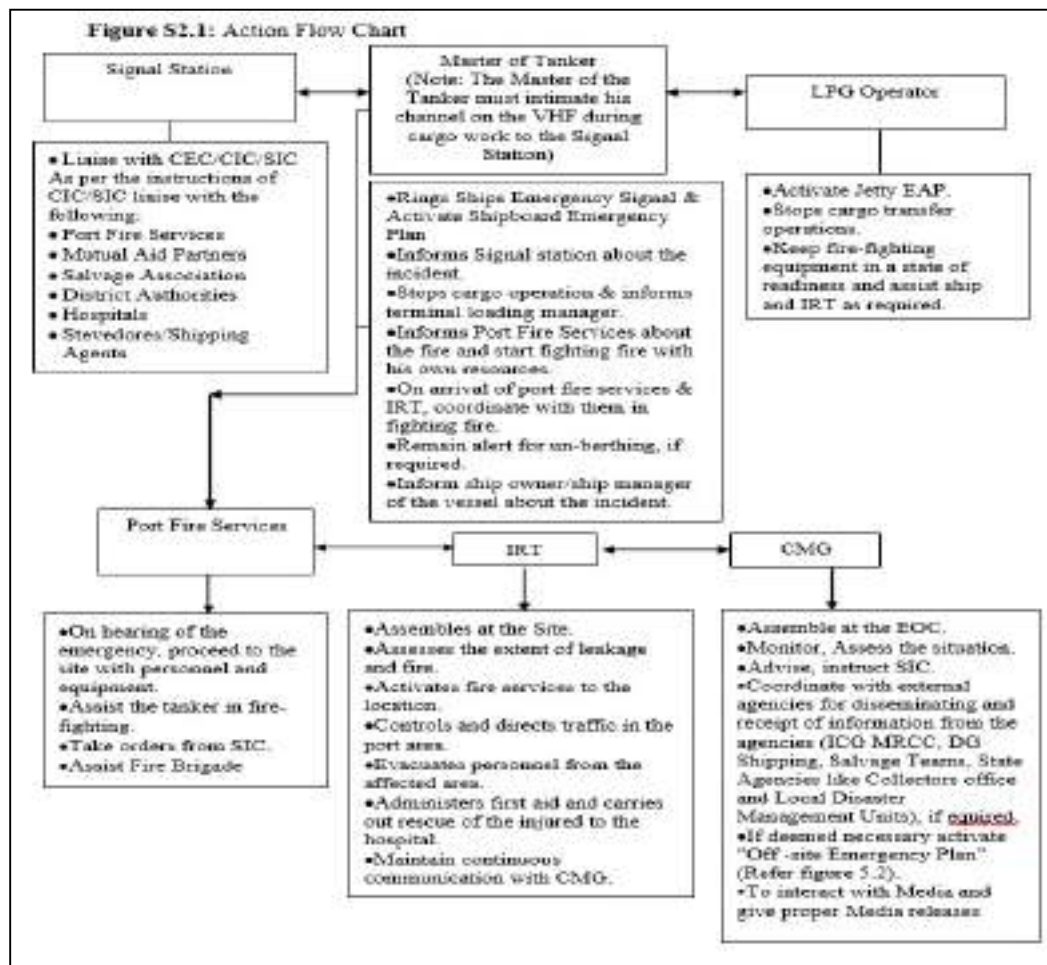 Figure S2.1: Action Flow Chart
Signal Station
Master of Tanker
(Note: The Master of the
Tanker must intimate his
channel on the VHF during
cargo work to the Signal
Station)
LPG Operator
●Liaise with CEC/CIC/SIC
As per the instructions of
CIC/SIC liaise with the
following:
●Port Fire Services
●Mutual Aid Partners
●Salvage Association
●District Authorities
●Hospitals
●Stevedores/Shipping
Agents
●Rings Ships Emergency Signal &
Activate Shipboard Emergency
Plan
●Informs Signal station about the
incident.
●Stops cargo operation & informs
terminal loading manager.
●Informs Port Fire Services about
the fire and start fighting fire with
his own resources.
●On arrival of port fire services &
IRT, coordinate with them in
fighting fire.
●Remain alert for un-berthing, if
required.
●Inform ship owner/ship manager
of the vessel about the incident.
●Activate Jetty EAP.
●Stops cargo transfer
operations.
●Keep fire-fighting
equipment in a state of
readiness and assist ship
and IRT as required.
Port Fire Services
IRT
CMG
●On hearing of the
emergency, proceed to the
site with personnel and
equipment.
●Assist the tanker in fire-
fighting.
●Take orders from SIC.
●Assist Fire Brigade
●Assembles at the Site.
●Assesses the extent of leakage
and fire.
●Activates fire services to the
location.
●Controls and directs traffic in the
port area.
●Evacuates personnel from the
affected area.
●Administers first aid and carries
out rescue of the injured to the
hospital.
●Maintain continuous
communication with CMG.
●Assemble at the EOC.
●Monitor, Assess the situation.
●Advise, instruct SIC.
•Coordinate with external
agencies for disseminating and
receipt of information from the
agencies (ICG MRCC, DG
Shipping, Salvage Teams, State
Agencies like Collectors office
and Local Disaster
Management Units), if equired.
●If deemed necessary activate
"Off -site Emergency Plan"
(Refer figure 5.2).
•To interact with Media and
give proper Media releases